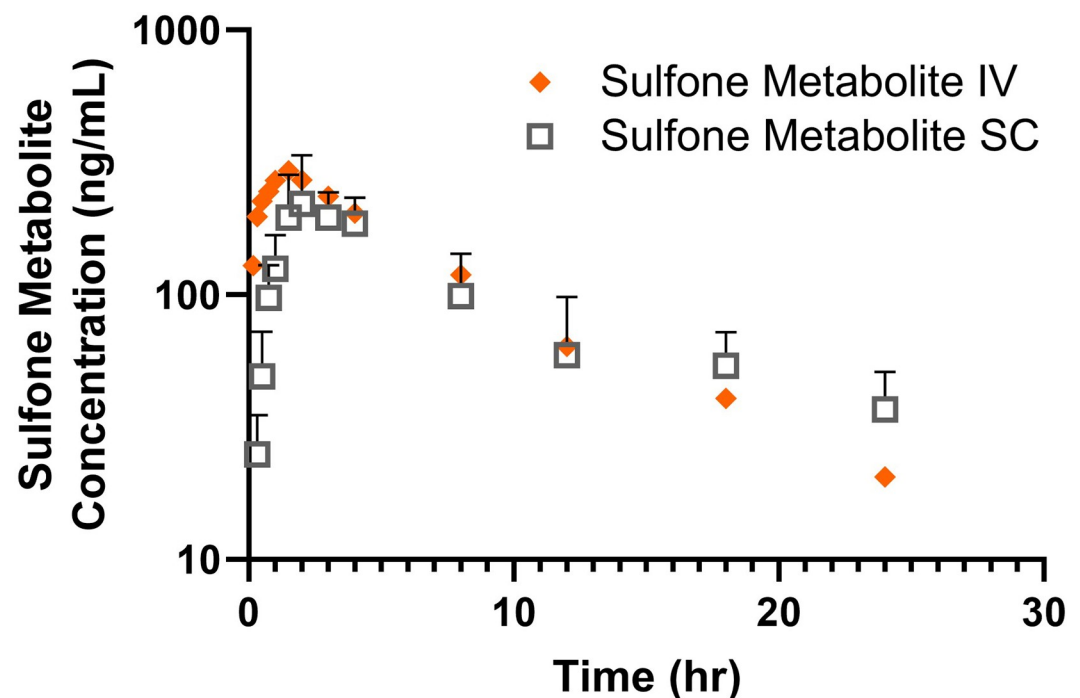 1000
100
10
Sulfone Metabolite
Concentration (ng/mL)
Sulfone Metabolite IV
Sulfone Metabolite SC
0 10 20 30
Time (hr)